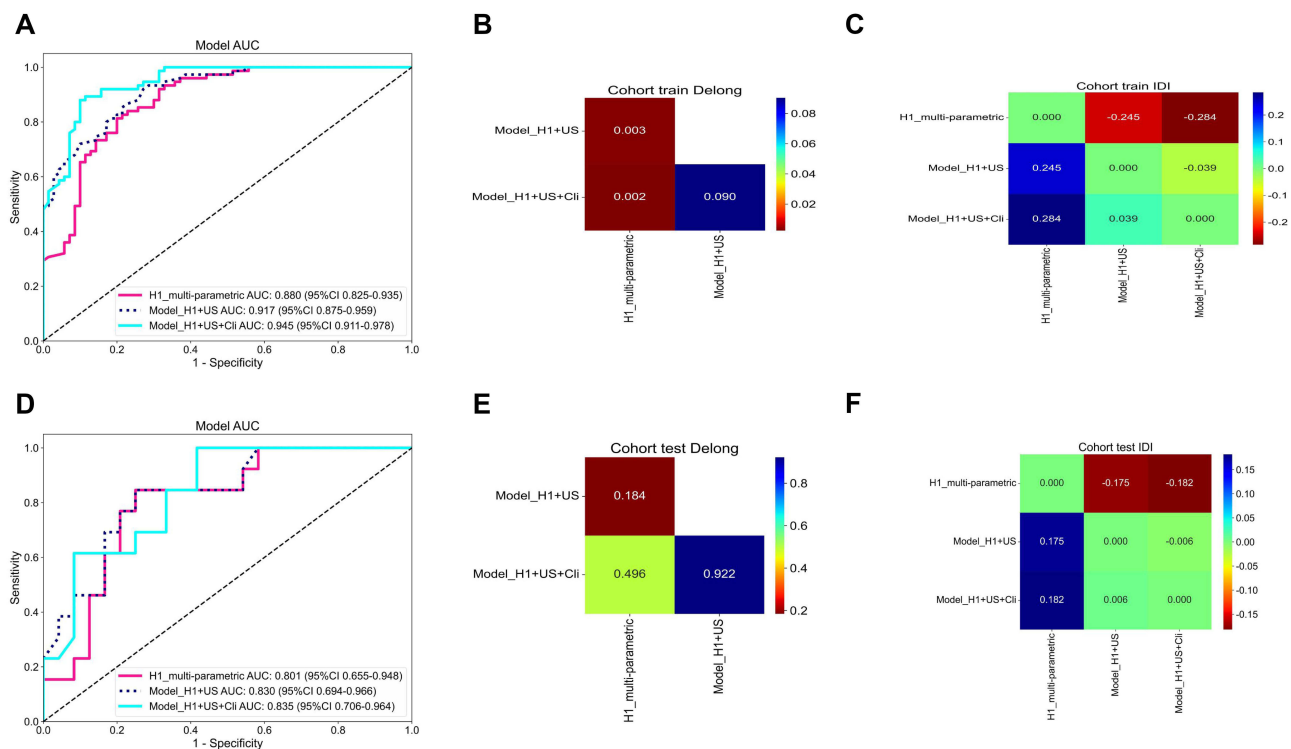 A
Model AUC
Sensitivity
1.0
0.8
0.6
0.4
0.2
0.0
0.0
0.2
0.4
0.6
0.8
1.0
1 - Specificity
H1_multi-parametric AUC: 0.880 (95%CI 0.825-0.935)
Model_H1+US AUC: 0.917 (95%CI 0.875-0.959)
Model_H1+US+Cli AUC: 0.945 (95%CI 0.911-0.978)
B
Cohort train Delong
Model_H1+US
Model_H1+US+Cli
0.003
0.002
0.090
H1_multi-parametric
Model_H1+US
0.08
0.06
0.04
0.02
C
Cohort train IDI
H1_multi-parametric
Model_H1+US
Model_H1+US+Cli
0.000
-0.245
-0.284
0.245
0.000
-0.039
0.284
0.039
0.000
H1_multi-parametric
Model_H1+US
Model_H1+US+Cli
0.2
0.1
0.0
-0.1
-0.2
D
Model AUC
Sensitivity
1.0
0.8
0.6
0.4
0.2
0.0
0.0
0.2
0.4
0.6
0.8
1.0
1 - Specificity
H1_multi-parametric AUC: 0.801 (95%CI 0.655-0.948)
Model_H1+US AUC: 0.830 (95%CI 0.694-0.966)
Model_H1+US+Cli AUC: 0.835 (95%CI 0.706-0.964)
E
Cohort test Delong
Model_H1+US
Model_H1+US+Cli
0.184
0.496
0.922
H1_multi-parametric
Model_H1+US
0.8
0.6
0.4
0.2
F
Cohort test IDI
H1_multi-parametric
Model_H1+US
Model_H1+US+Cli
0.000
-0.175
-0.182
0.175
0.000
-0.006
0.182
0.006
0.000
H1_multi-parametric
Model_H1+US
Model_H1+US+Cli
0.15
0.10
0.05
0.00
-0.05
-0.10
-0.15